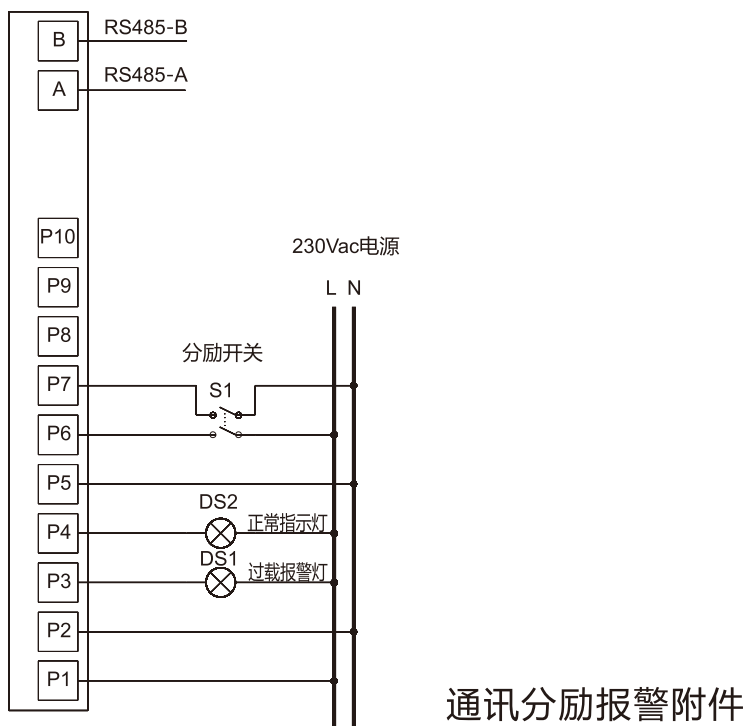 B RS485-B
A RS485-A
P10
230Vac电源
P9
L N
P8
分励开关
P7
S1
P6
P5
DS2
P4 正常指示灯
DS1
P3 过载报警灯
P2
P1
通讯分励报警附件